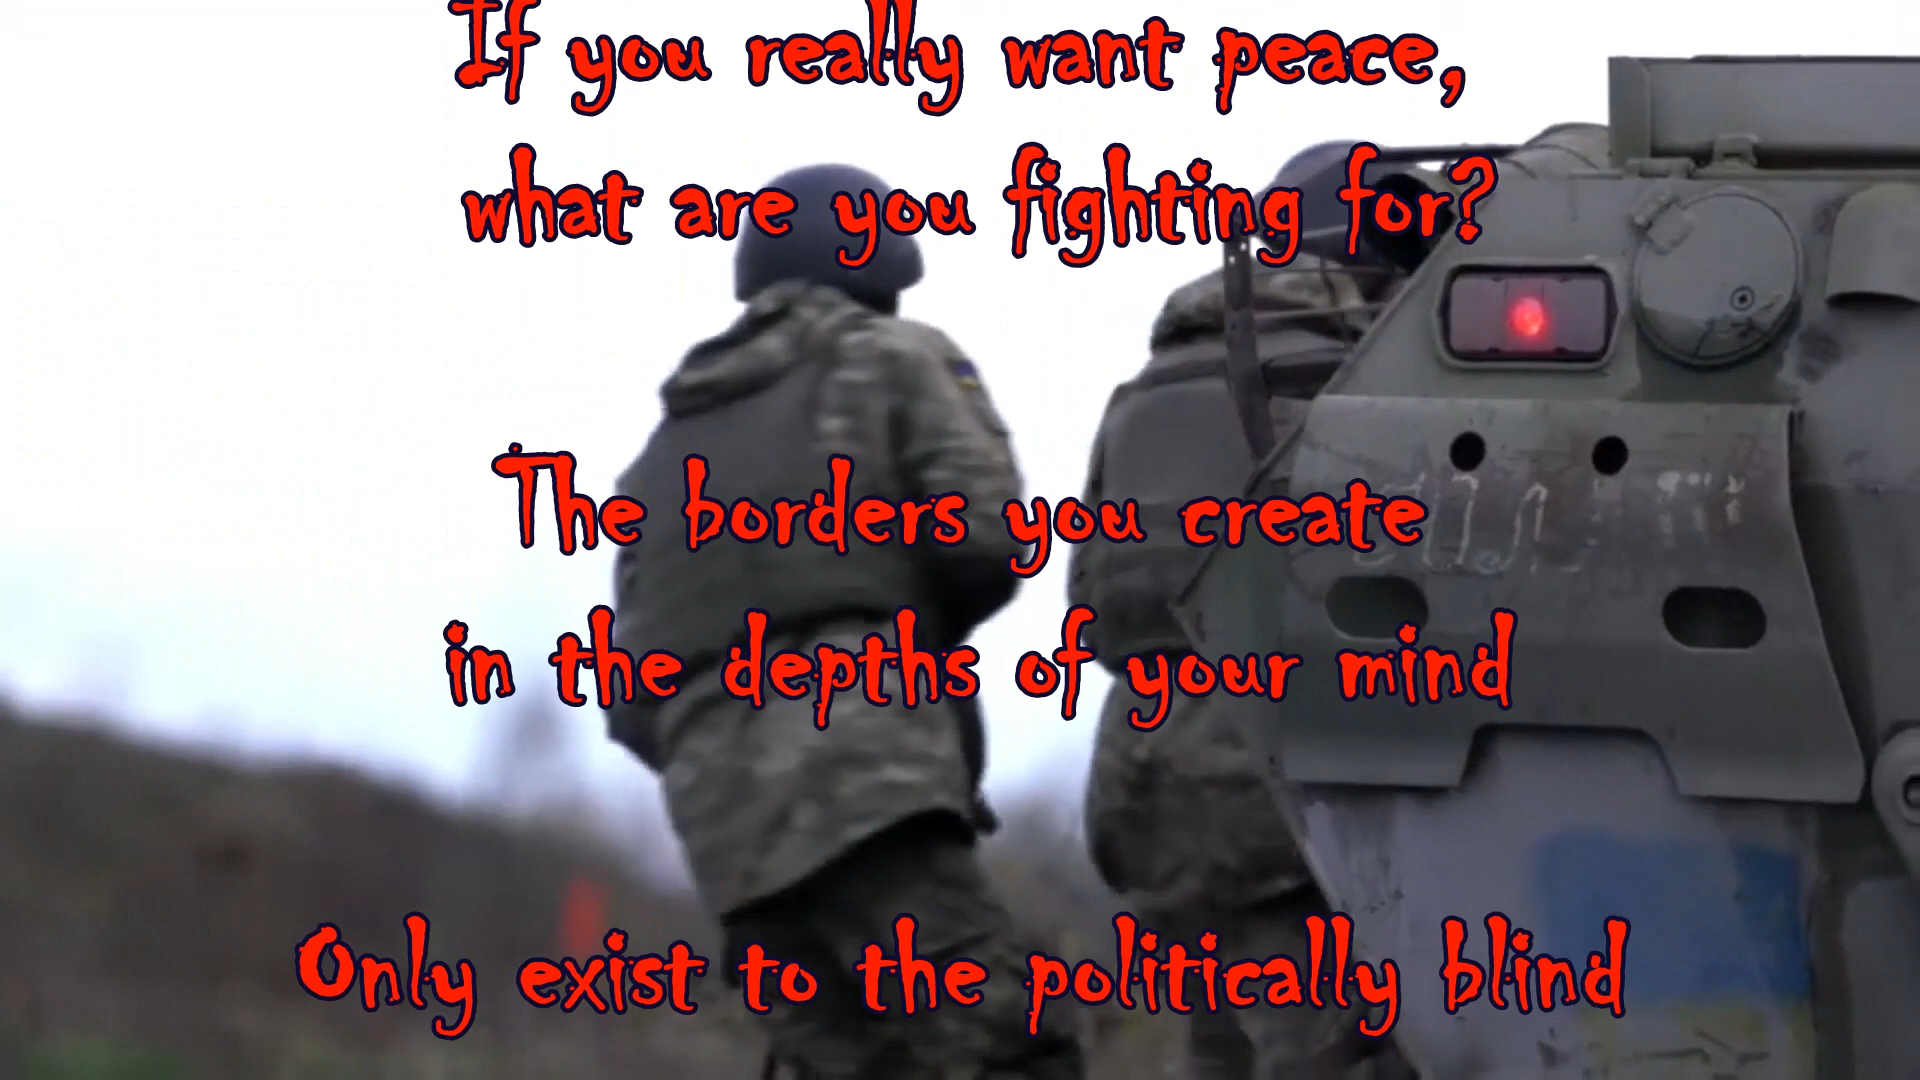 If you really want peace,
what are you fighting for?
The borders you create
in the depths of your mind
Only exist to the politically blind